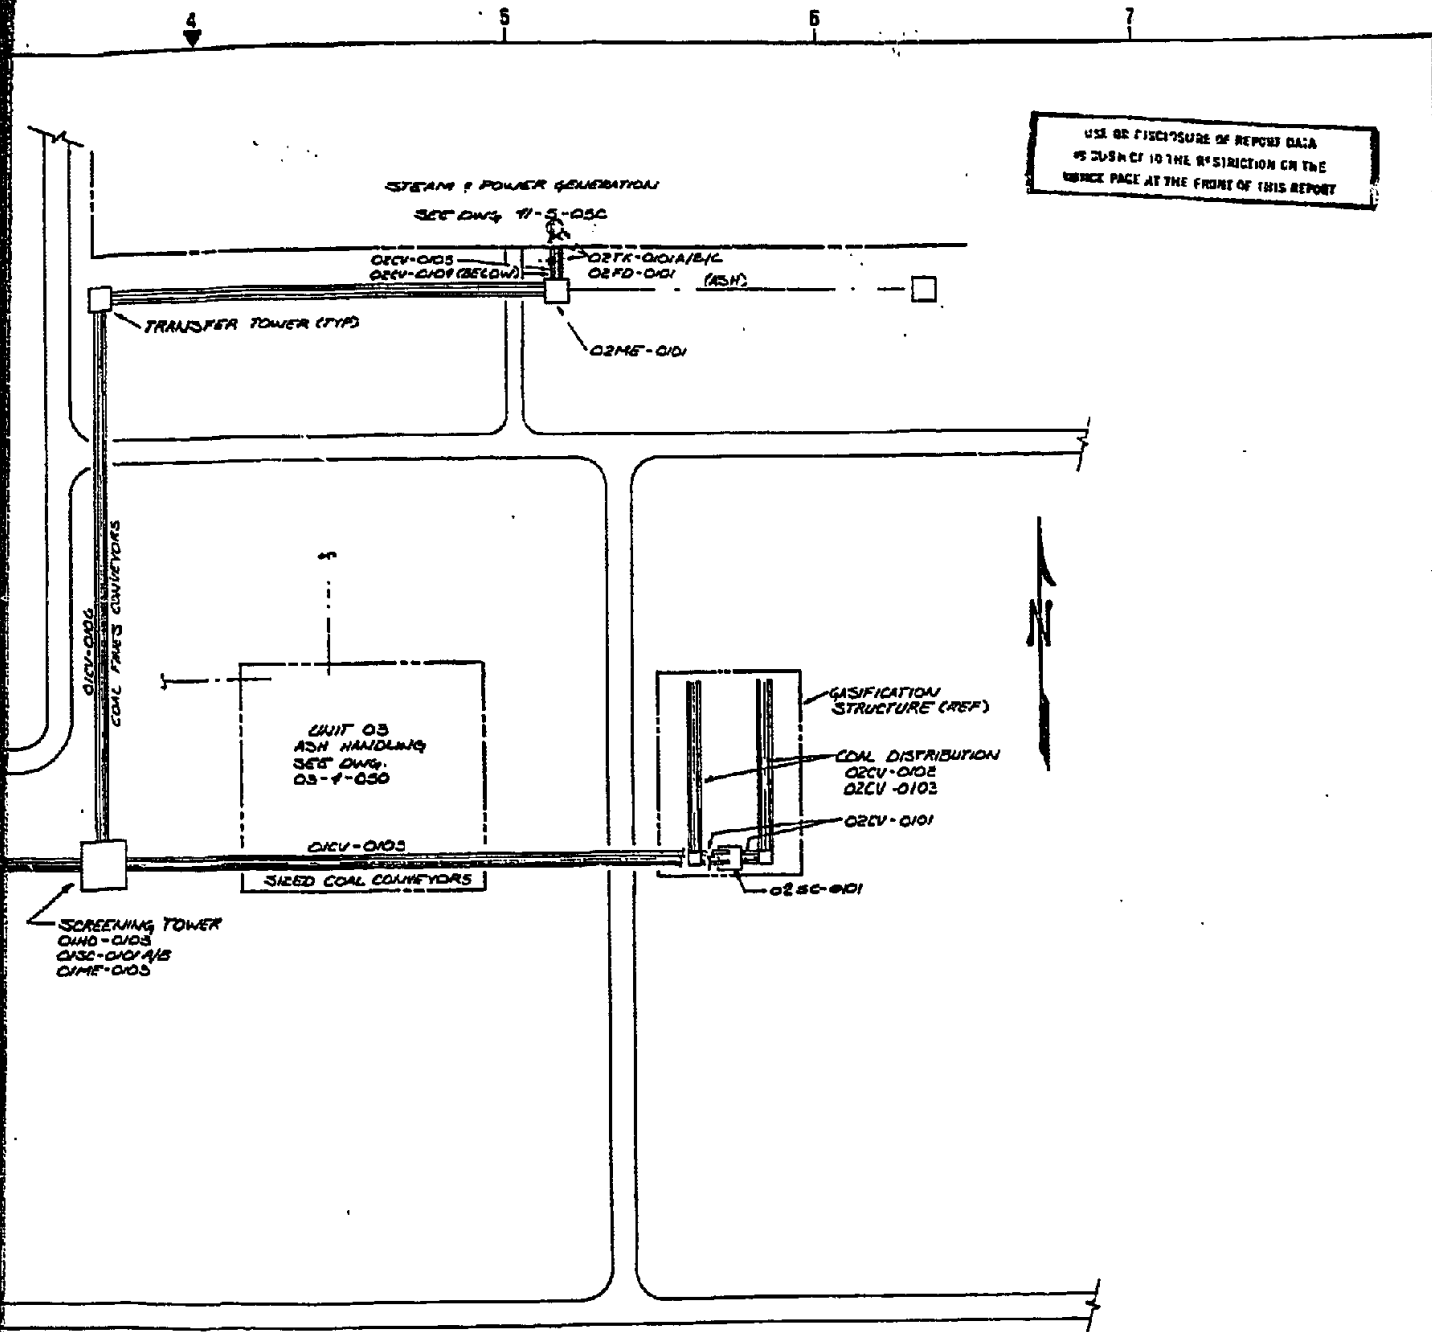 4 5 6 7
USE OR DISCLOSURE OF REPORT DATA
IS SUBJECT TO THE RESTRICTION ON THE
NOTICE PAGE AT THE FRONT OF THIS REPORT
STEAM & POWER GENERATION
SEE DWG
02CV-0105
02CV-0109 (BELOW)
02TK-0101A/B/C
02FD-0101
(ASH)
TRANSFER TOWER (TYP)
02ME-0101
01CV-0106
COAL FINES CONVEYORS
N
UNIT 03
ASH HANDLING
SEE DWG.
03-4-050
GASIFICATION
STRUCTURE (REF)
COAL DISTRIBUTION
02CV-0102
02CV-0103
02CV-0101
01CV-0105
SIZED COAL CONVEYORS
02SC-0101
SCREENING TOWER
01HO-0103
01SC-0101A/B
01ME-0103